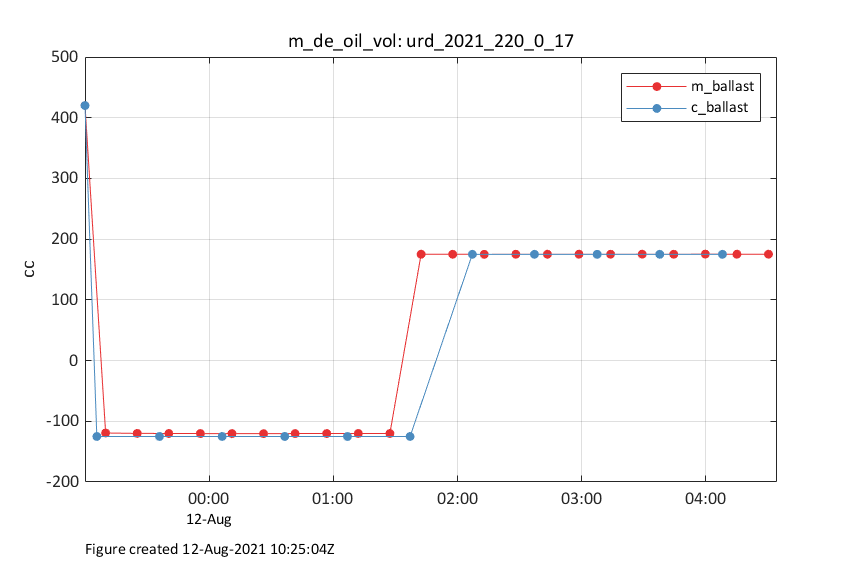 m_de_oil_vol: urd_2021_220_0_17
500
400
300
200
100
0
-100
-200
cc
m_ballast
c_ballast
00:00 01:00 02:00 03:00 04:00
12-Aug
Figure created 12-Aug-2021 10:25:04Z